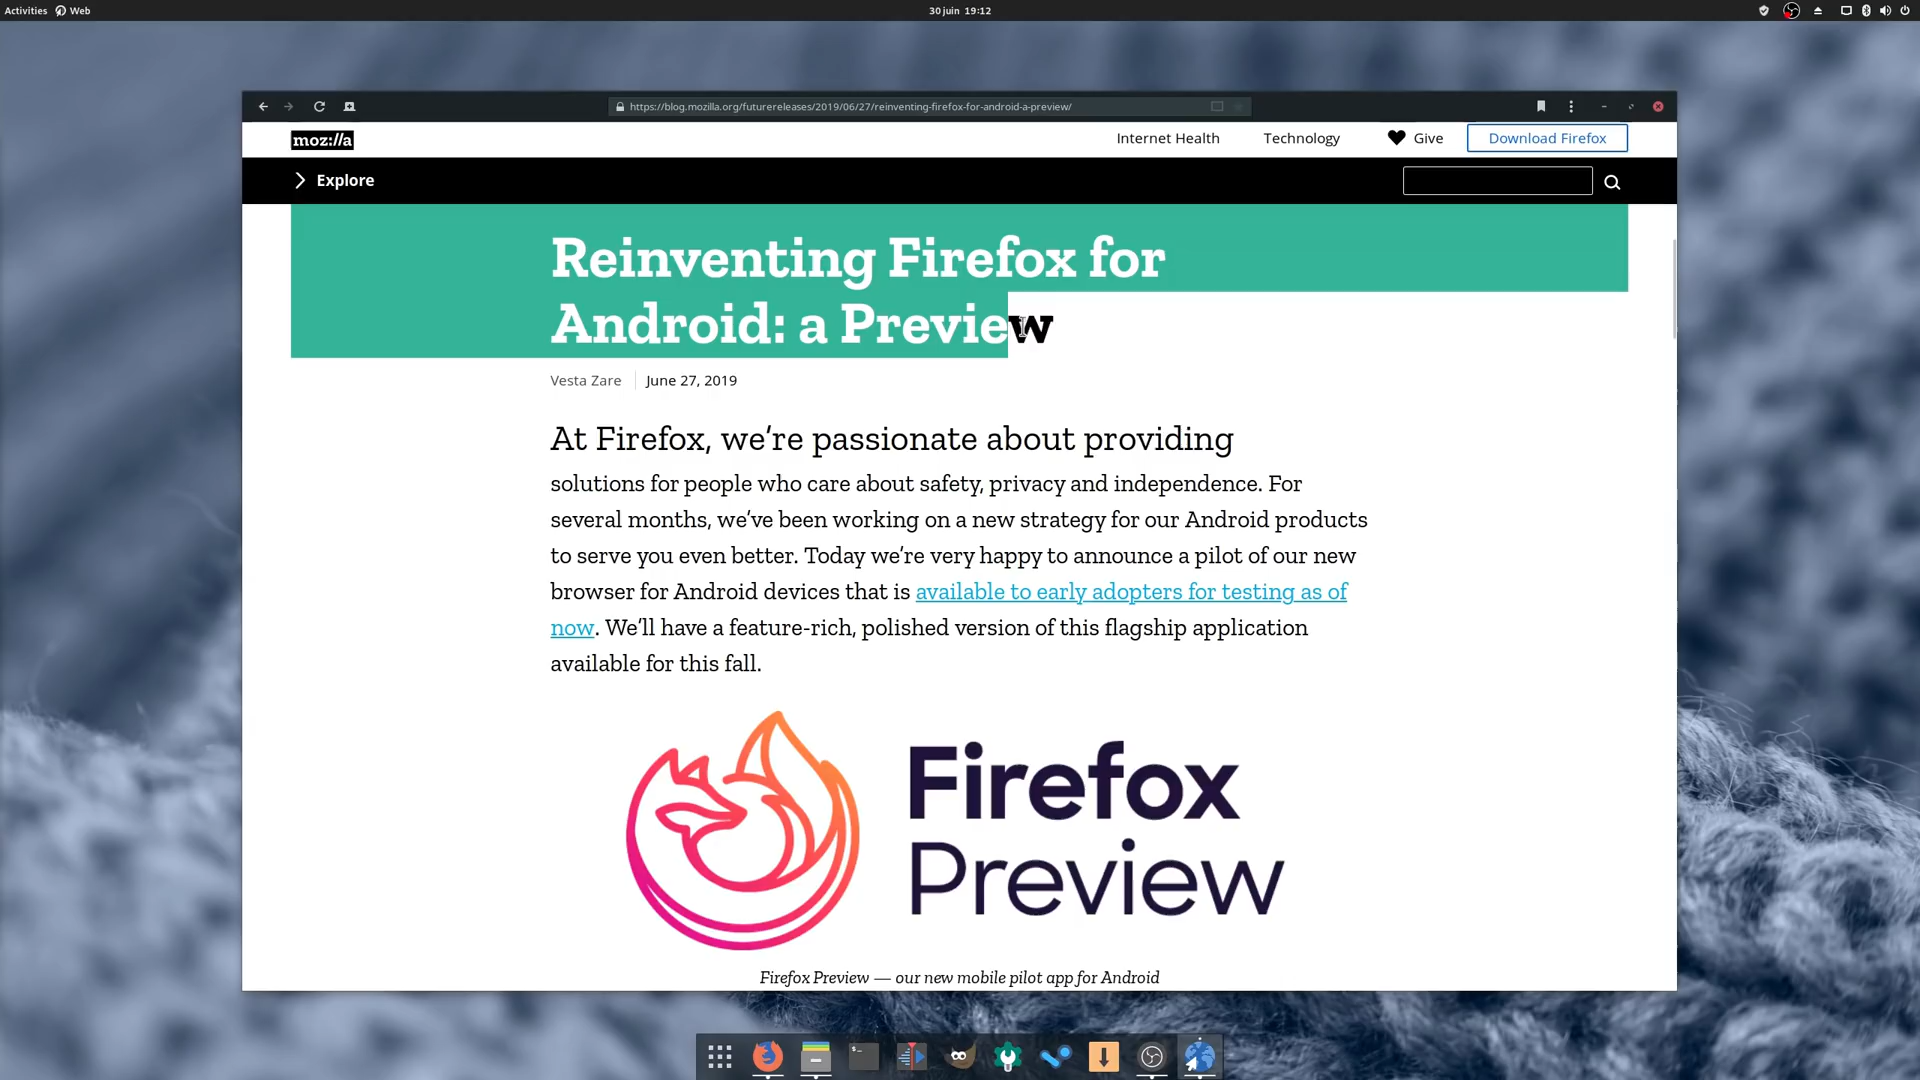 Activities Web 30 juin 19:12
https://blog.mozilla.org/futurereleases/2019/06/27/reinventing-firefox-for-android-a-preview/
moz://a Internet Health Technology Give Download Firefox
Explore
Reinventing Firefox for
Android: a Preview
Vesta Zare June 27, 2019
At Firefox, we’re passionate about providing
solutions for people who care about safety, privacy and independence. For
several months, we’ve been working on a new strategy for our Android products
to serve you even better. Today we’re very happy to announce a pilot of our new
browser for Android devices that is available to early adopters for testing as of
now. We’ll have a feature-rich, polished version of this flagship application
available for this fall.
Firefox
Preview
Firefox Preview — our new mobile pilot app for Android